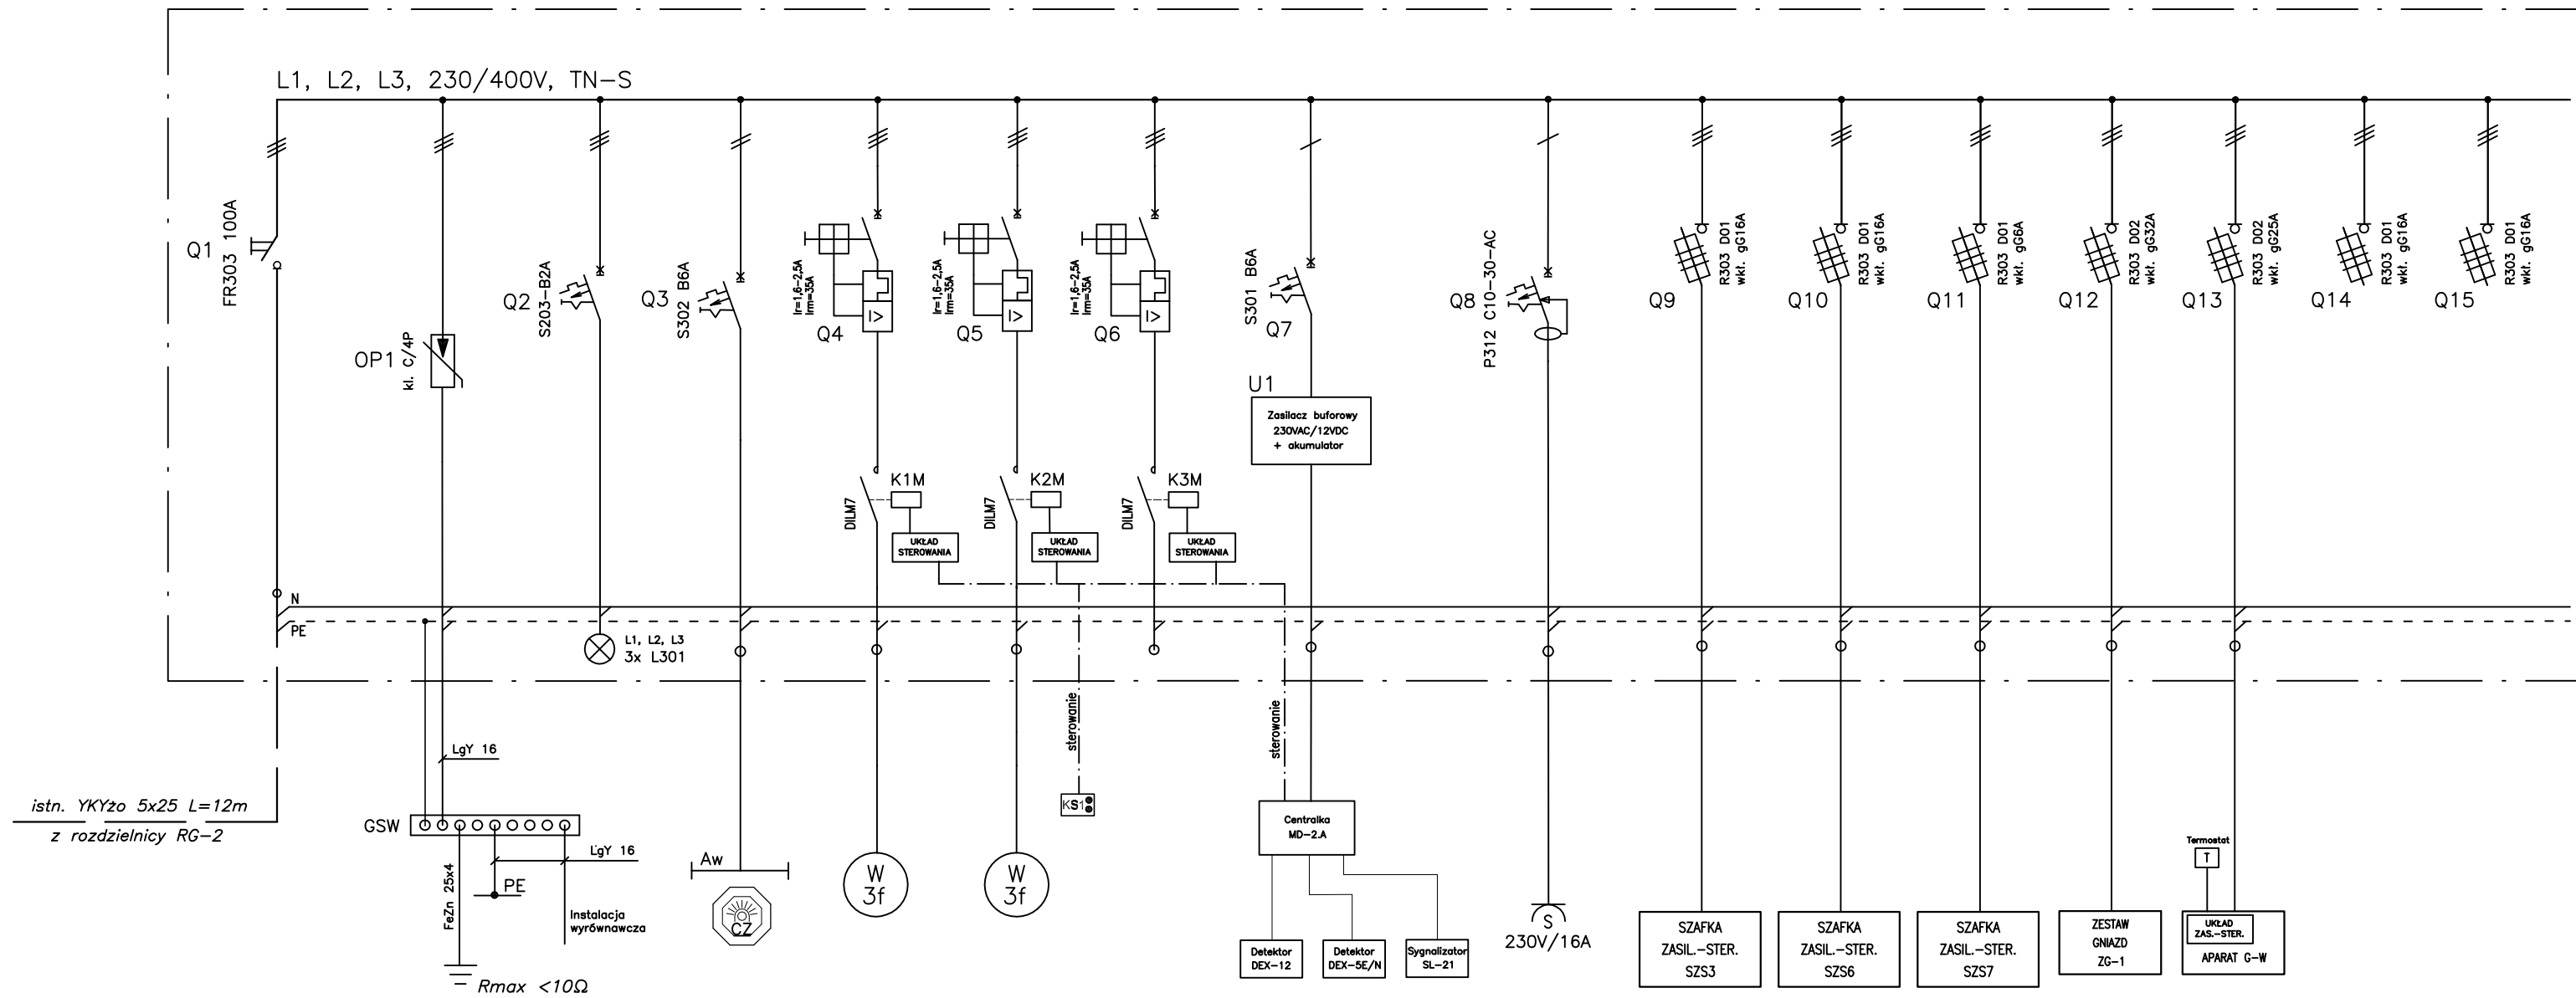 L1, L2, L3, 230/400V, TN-S
Q1
FR303 100A
OP1
kl. C/4P
Q2
S203-B2A
Q3
S302 B6A
Ir=1,6-2,5A
Irm=35A
Q4
Ir=1,6-2,5A
Irm=35A
Q5
Ir=1,6-2,5A
Irm=35A
Q6
S301 B6A
Q7
P312 C10-30-AC
Q8
Q9
R303 D01
wkł. gG16A
Q10
R303 D01
wkł. gG16A
Q11
R303 D01
wkł. gG6A
Q12
R303 D02
wkł. gG32A
Q13
R303 D02
wkł. gG25A
Q14
R303 D01
wkł. gG16A
Q15
R303 D01
wkł. gG16A
I>
I>
I>
U1
Zasilacz buforowy
230VAC/12VDC
+ akumulator
K1M
DILM7
UKŁAD
STEROWANIA
K2M
DILM7
UKŁAD
STEROWANIA
K3M
DILM7
UKŁAD
STEROWANIA
N
PE
L1, L2, L3
3x L301
sterowanie
sterowanie
KS1
LgY 16
istn. YKYżo 5x25 L=12m
z rozdzielnicy RG-2
GSW
LgY 16
FeZn 25x4
PE
Instalacja
wyrównawcza
Rmax <10Ω
Aw
CZ
W
3f
W
3f
Centralka
MD-2.A
Detektor
DEX-12
Detektor
DEX-5E/N
Sygnalizator
SL-21
S
230V/16A
SZAFKA
ZASIL.-STER.
SZS3
SZAFKA
ZASIL.-STER.
SZS6
SZAFKA
ZASIL.-STER.
SZS7
ZESTAW
GNIAZD
ZG-1
Termostat
T
UKŁAD
ZAS.-STER.
APARAT G-W